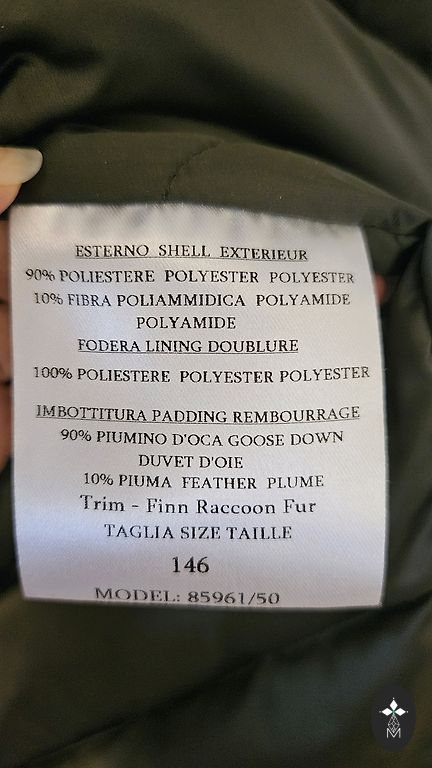 ESTERNO SHELL EXTERIEUR
90% POLIESTERE POLYESTER POLYESTER
10% FIBRA POLIAMMIDICA POLYAMIDE
POLYAMIDE
FODERA LINING DOUBLURE
100% POLIESTERE POLYESTER POLYESTER
IMBOTTITURA PADDING REMBOURRAGE
90% PIUMINO D'OCA GOOSE DOWN
DUVET D'OIE
10% PIUMA FEATHER PLUME
Trim - Finn Raccoon Fur
TAGLIA SIZE TAILLE
146
MODEL: 85961/50
M